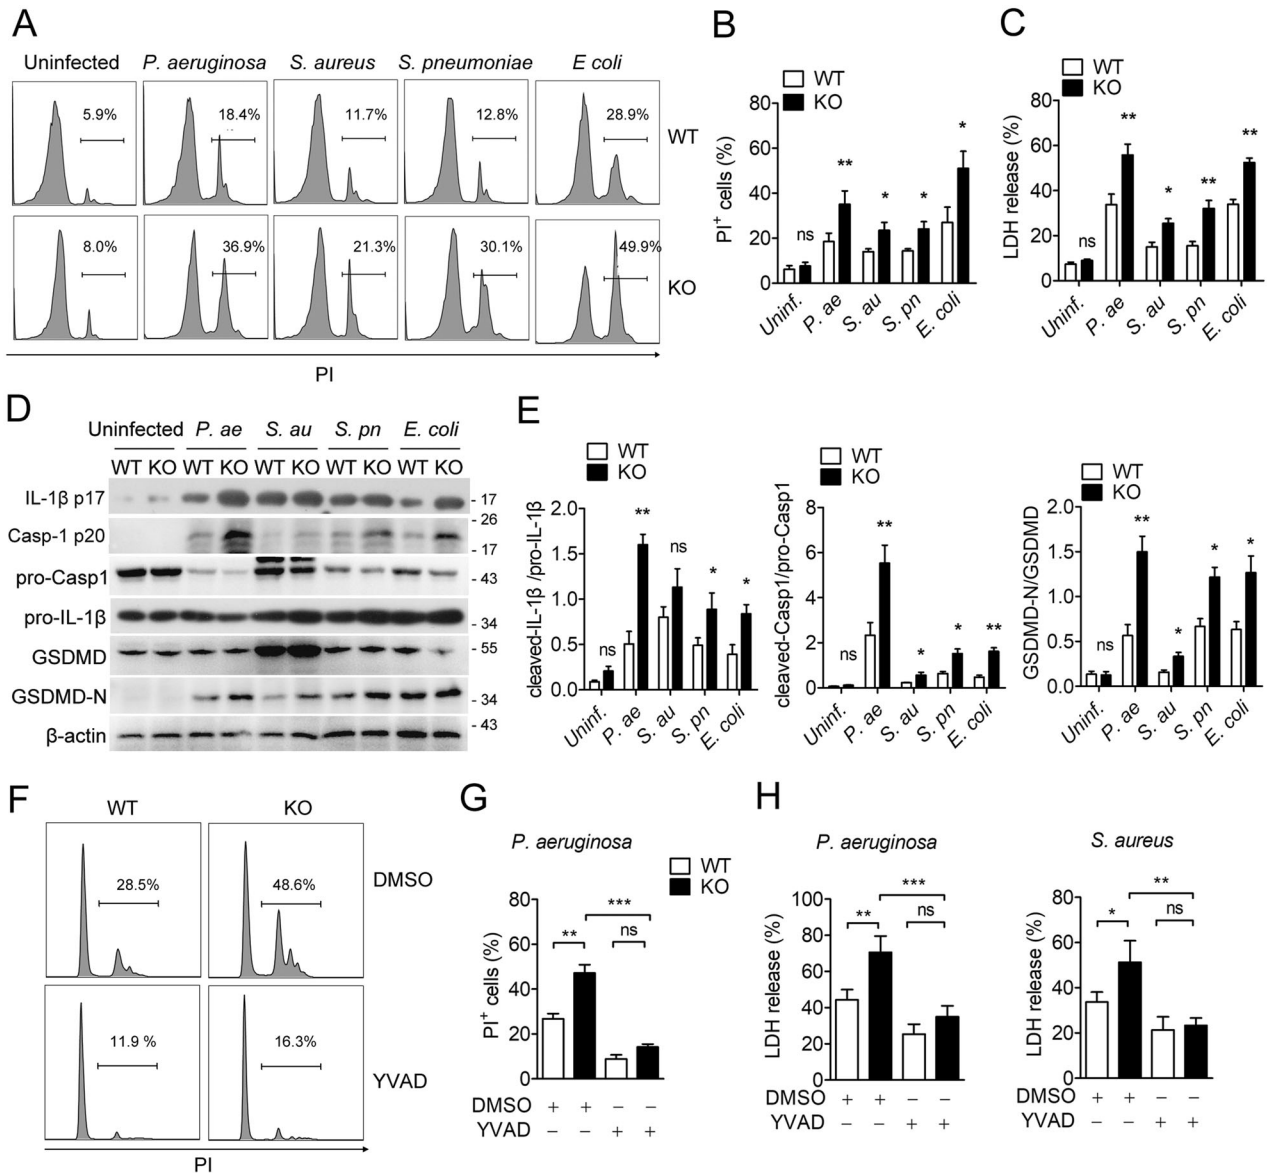 A
Uninfected P. aeruginosa S. aureus S. pneumoniae E coli
5.9% 18.4% 11.7% 12.8% 28.9% WT
8.0% 36.9% 21.3% 30.1% 49.9% KO
PI
B
WT
KO
PI+ cells (%)
80
60
40
20
0
ns ** * * *
Uninf. P. ae S. au S. pn E. coli
C
WT
KO
LDH release (%)
80
60
40
20
0
ns ** * ** **
Uninf. P. ae S. au S. pn E. coli
D
Uninfected P. ae S. au S. pn E. coli
WT KO WT KO WT KO WT KO WT KO
IL-1β p17 - 17
- 26
Casp-1 p20
- 17
pro-Casp1 - 43
pro-IL-1β - 34
GSDMD - 55
GSDMD-N - 34
- 43
β-actin
E
WT
KO
cleaved-IL-1β /pro-IL-1β
2.0
1.5
1.0
0.5
0.0
ns ** ns * *
Uninf. P. ae S. au S. pn E. coli
WT
KO
cleaved-Casp1/pro-Casp1
8
6
4
2
0
ns ** * * **
Uninf. P. ae S. au S. pn E. coli
WT
KO
GSDMD-N/GSDMD
2.0
1.5
1.0
0.5
0.0
ns ** * * *
Uninf. P. ae S. au S. pn E. coli
F
WT KO
28.5% 48.6% DMSO
11.9 % 16.3% YVAD
PI
G
P. aeruginosa
WT
KO
PI+ cells (%)
80
60
40
20
0
***
** ns
DMSO + + − −
YVAD − − + +
H
P. aeruginosa
LDH release (%)
100
80
60
40
20
0
***
** ns
DMSO + + − −
YVAD − − + +
S. aureus
LDH release (%)
80
60
40
20
0
**
* ns
DMSO + + − −
YVAD − − + +